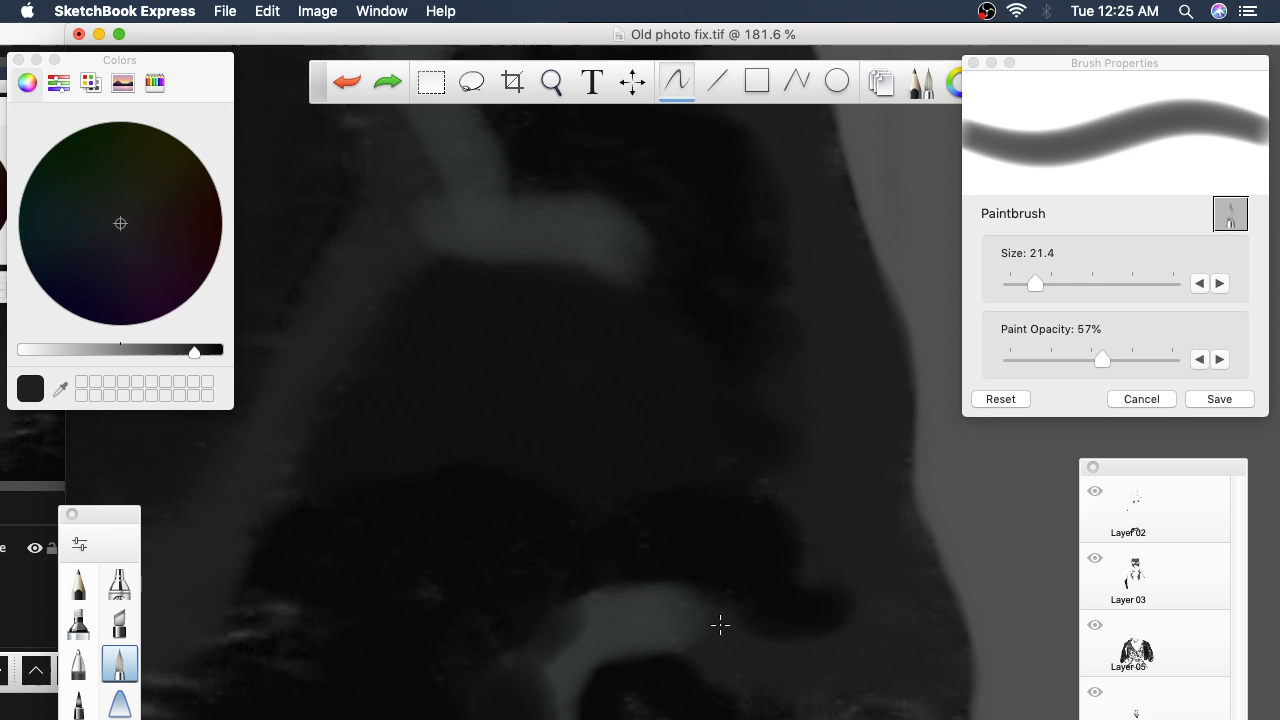 SketchBook Express File Edit Image Window Help Tue 12:25 AM
Old photo fix.tif @ 181.6 %
Colors
Brush Properties
T
Paintbrush
Size: 21.4
Paint Opacity: 57%
Reset Cancel Save
Layer 02
Layer 03
Layer 05
e